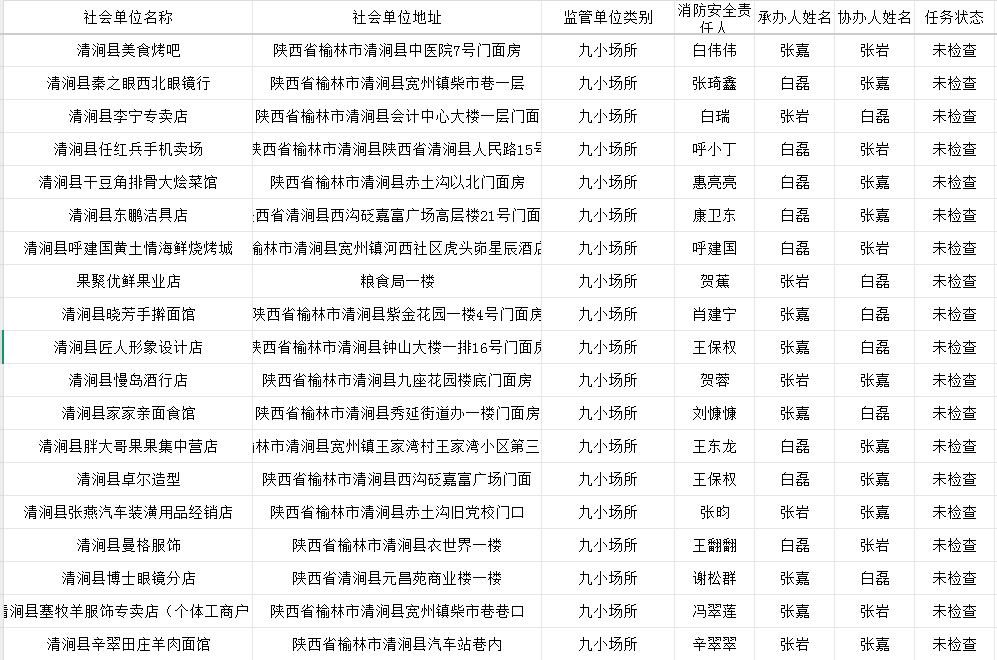 社会单位名称 社会单位地址 监管单位类别 消防安全责任人 承办人姓名 协办人姓名 任务状态
清涧县美食烤吧 陕西省榆林市清涧县中医院7号门面房 九小场所 白伟伟 张嘉 张岩 未检查
清涧县秦之眼西北眼镜行 陕西省榆林市清涧县宽州镇柴市巷一层 九小场所 张琦鑫 白磊 张嘉 未检查
清涧县李宁专卖店 陕西省榆林市清涧县会计中心大楼一层门面 九小场所 白瑞 张岩 白磊 未检查
清涧县任红兵手机卖场 陕西省榆林市清涧县陕西省清涧县人民路15号 九小场所 呼小丁 白磊 张岩 未检查
清涧县干豆角排骨大烩菜馆 陕西省榆林市清涧县赤土沟以北门面房 九小场所 惠亮亮 白磊 张嘉 未检查
清涧县东鹏洁具店 西省清涧县西沟砭嘉富广场高层楼21号门面 九小场所 康卫东 白磊 张嘉 未检查
清涧县呼建国黄土情海鲜烧烤城 榆林市清涧县宽州镇河西社区虎头峁星辰酒店 九小场所 呼建国 白磊 张岩 未检查
果聚优鲜果业店 粮食局一楼 九小场所 贺蕉 张岩 白磊 未检查
清涧县晓芳手擀面馆 陕西省榆林市清涧县紫金花园一楼4号门面房 九小场所 肖建宁 张嘉 白磊 未检查
清涧县匠人形象设计店 陕西省榆林市清涧县钟山大楼一排16号门面房 九小场所 王保权 张嘉 白磊 未检查
清涧县慢岛酒行店 陕西省榆林市清涧县九座花园楼底门面房 九小场所 贺蓉 张岩 张嘉 未检查
清涧县家家亲面食馆 陕西省榆林市清涧县秀延街道办一楼门面房 九小场所 刘慷慷 张嘉 白磊 未检查
清涧县胖大哥果果集中营店 林市清涧县宽州镇王家湾村王家湾小区第三 九小场所 王东龙 白磊 张嘉 未检查
清涧县卓尔造型 陕西省榆林市清涧县西沟砭嘉富广场门面 九小场所 王保权 白磊 张嘉 未检查
清涧县张燕汽车装潢用品经销店 陕西省榆林市清涧县赤土沟旧党校门口 九小场所 张昀 张岩 张嘉 未检查
清涧县曼格服饰 陕西省榆林市清涧县衣世界一楼 九小场所 王翻翻 白磊 张岩 未检查
清涧县博士眼镜分店 陕西省清涧县元昌苑商业楼一楼 九小场所 谢松群 张嘉 白磊 未检查
清涧县塞牧羊服饰专卖店（个体工商户 陕西省榆林市清涧县宽州镇柴市巷巷口 九小场所 冯翠莲 张嘉 张岩 未检查
清涧县辛翠田庄羊肉面馆 陕西省榆林市清涧县汽车站巷内 九小场所 辛翠翠 张岩 张嘉 未检查